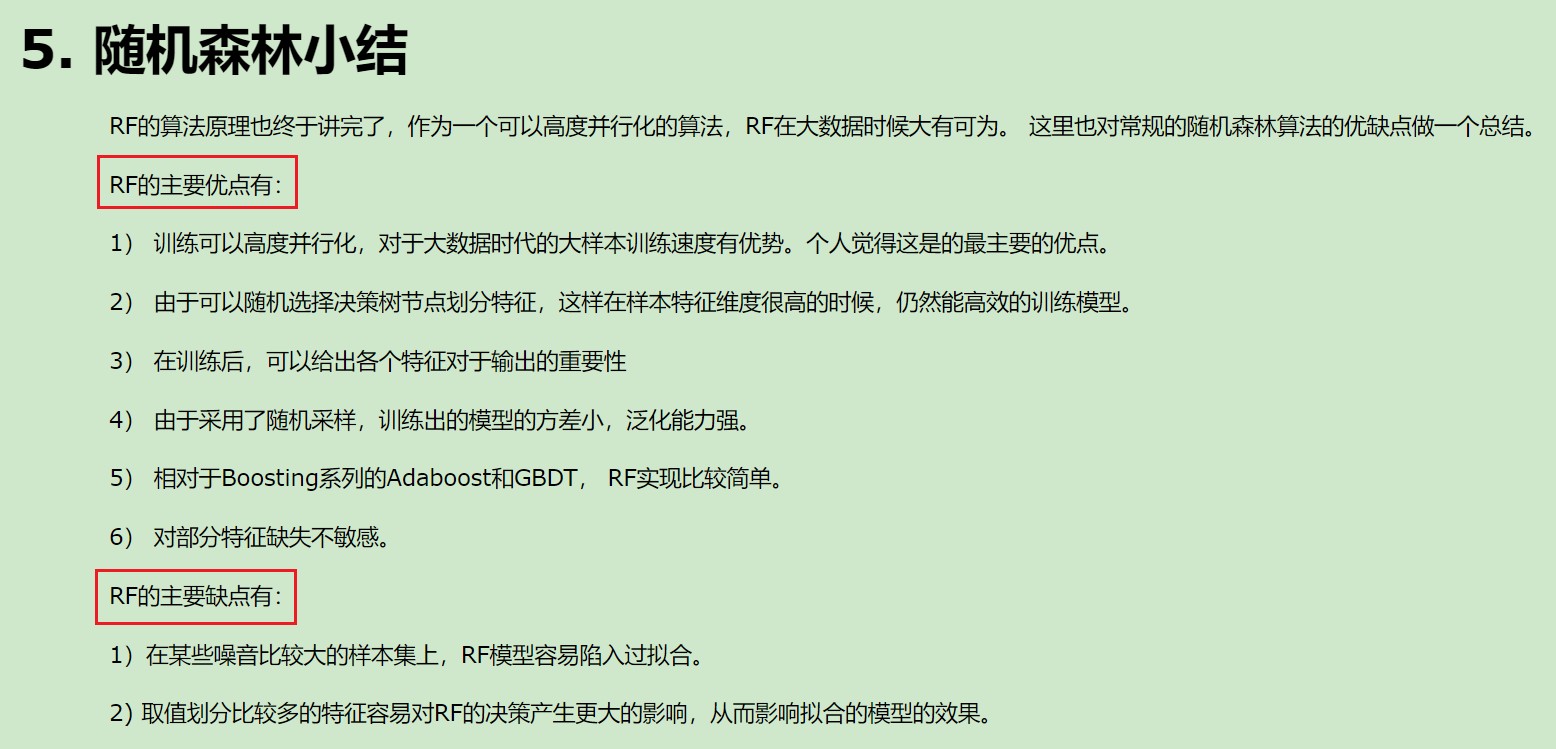 5. 随机森林小结
RF的算法原理也终于讲完了，作为一个可以高度并行化的算法，RF在大数据时候大有可为。 这里也对常规的随机森林算法的优缺点做一个总结。
RF的主要优点有：
1） 训练可以高度并行化，对于大数据时代的大样本训练速度有优势。个人觉得这是的最主要的优点。
2） 由于可以随机选择决策树节点划分特征，这样在样本特征维度很高的时候，仍然能高效的训练模型。
3） 在训练后，可以给出各个特征对于输出的重要性
4） 由于采用了随机采样，训练出的模型的方差小，泛化能力强。
5） 相对于Boosting系列的Adaboost和GBDT， RF实现比较简单。
6） 对部分特征缺失不敏感。
RF的主要缺点有：
1）在某些噪音比较大的样本集上，RF模型容易陷入过拟合。
2) 取值划分比较多的特征容易对RF的决策产生更大的影响，从而影响拟合的模型的效果。